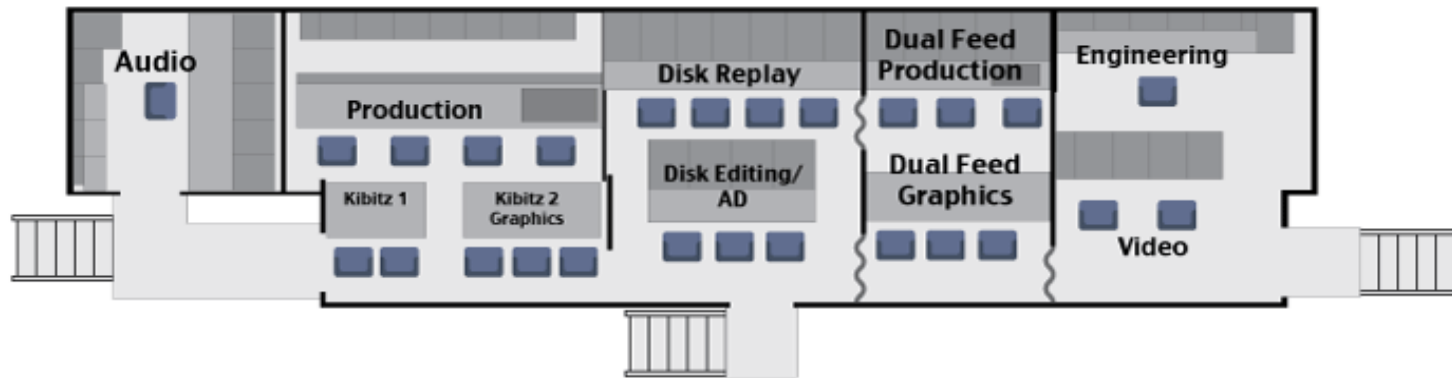 Audio
Production
Kibitz 1
Kibitz 2
Graphics
Disk Replay
Disk Editing/
AD
Dual Feed
Production
Dual Feed
Graphics
Engineering
Video